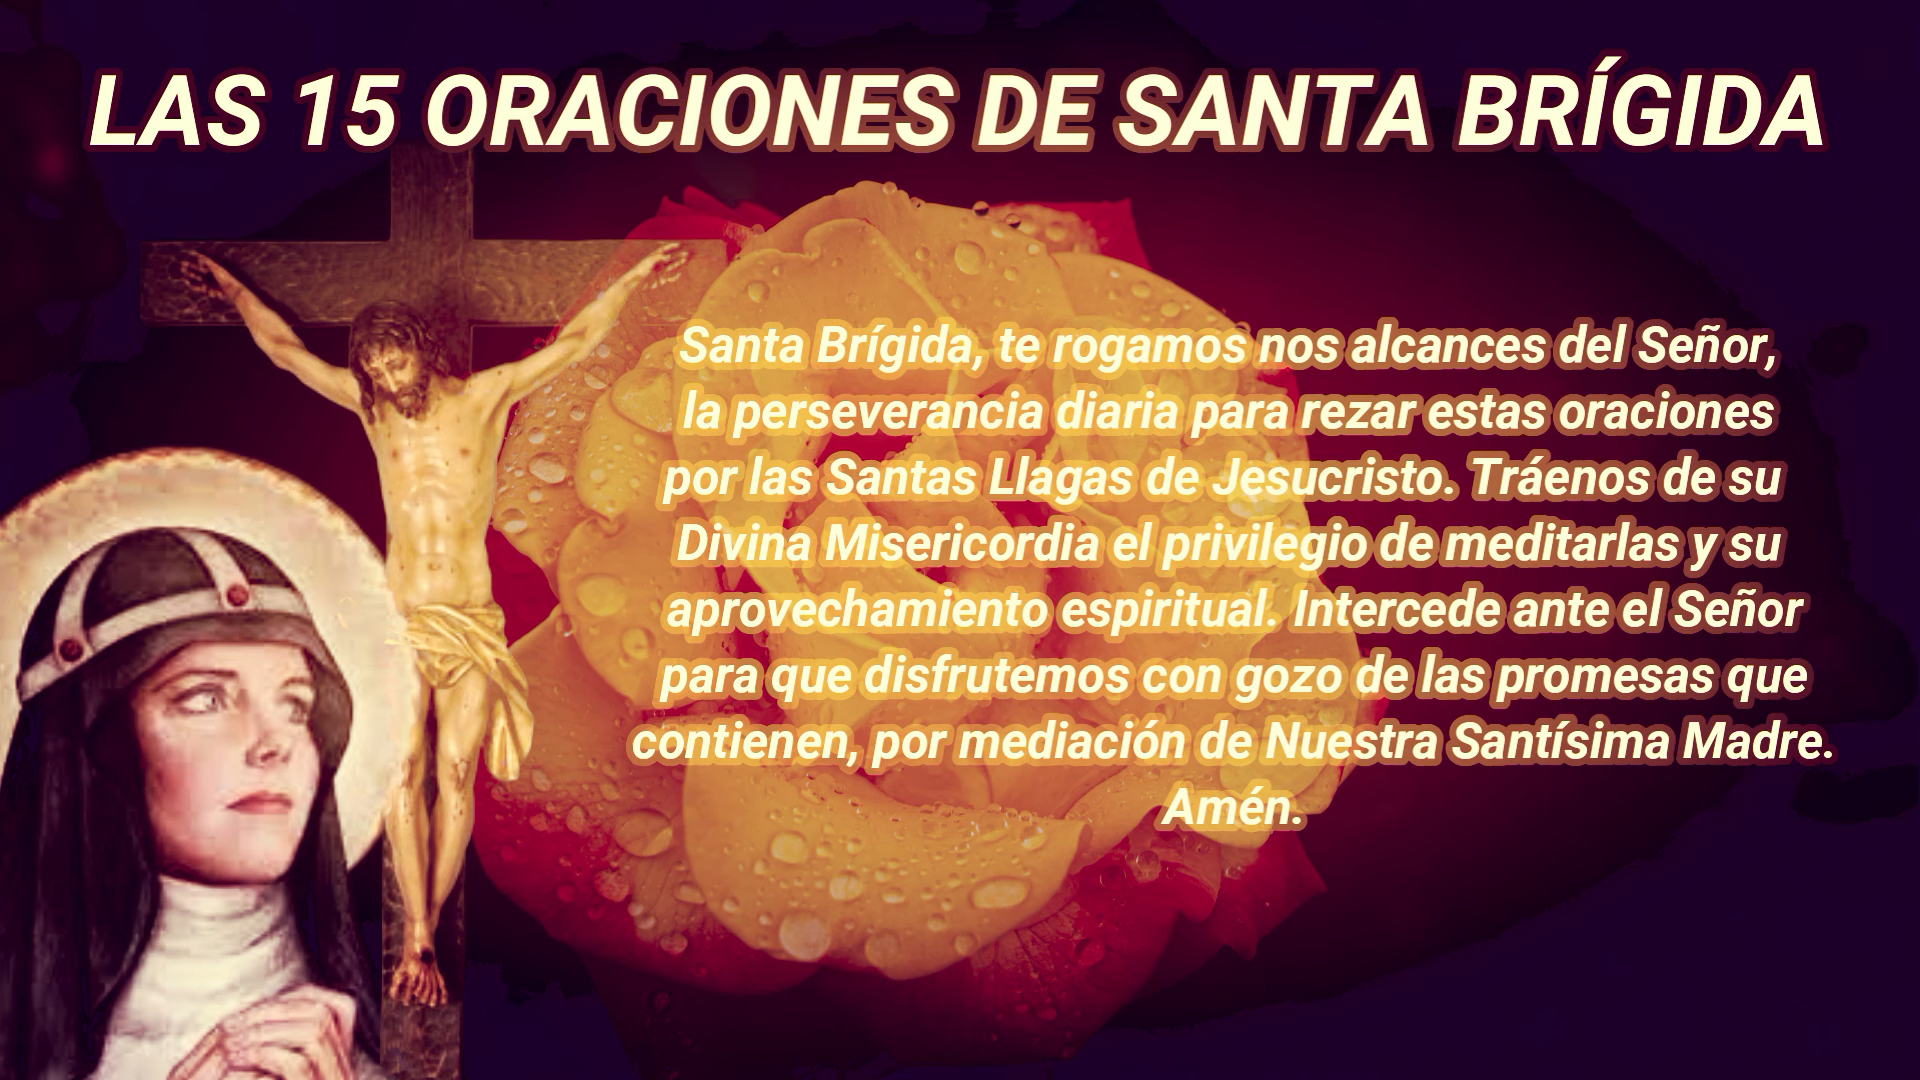 LAS 15 ORACIONES DE SANTA BRÍGIDA
Santa Brígida, te rogamos nos alcances del Señor,
la perseverancia diaria para rezar estas oraciones
por las Santas Llagas de Jesucristo. Tráenos de su
Divina Misericordia el privilegio de meditarlas y su
aprovechamiento espiritual. Intercede ante el Señor
para que disfrutemos con gozo de las promesas que
contienen, por mediación de Nuestra Santísima Madre.
Amén.